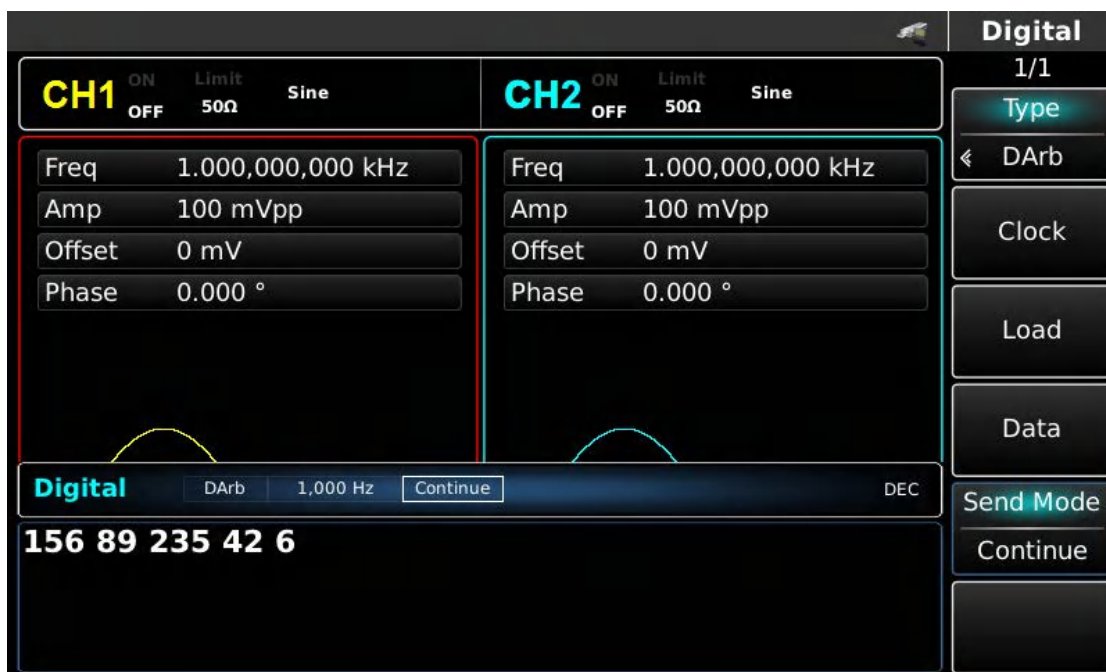 Digital
1/1
CH1 ON OFF Limit 50Ω Sine
CH2 ON OFF Limit 50Ω Sine
Type
DArb
Freq 1.000,000,000 kHz
Amp 100 mVpp
Offset 0 mV
Phase 0.000 °
Freq 1.000,000,000 kHz
Amp 100 mVpp
Offset 0 mV
Phase 0.000 °
Clock
Load
Data
Digital DArb 1,000 Hz Continue DEC
156 89 235 42 6
Send Mode
Continue